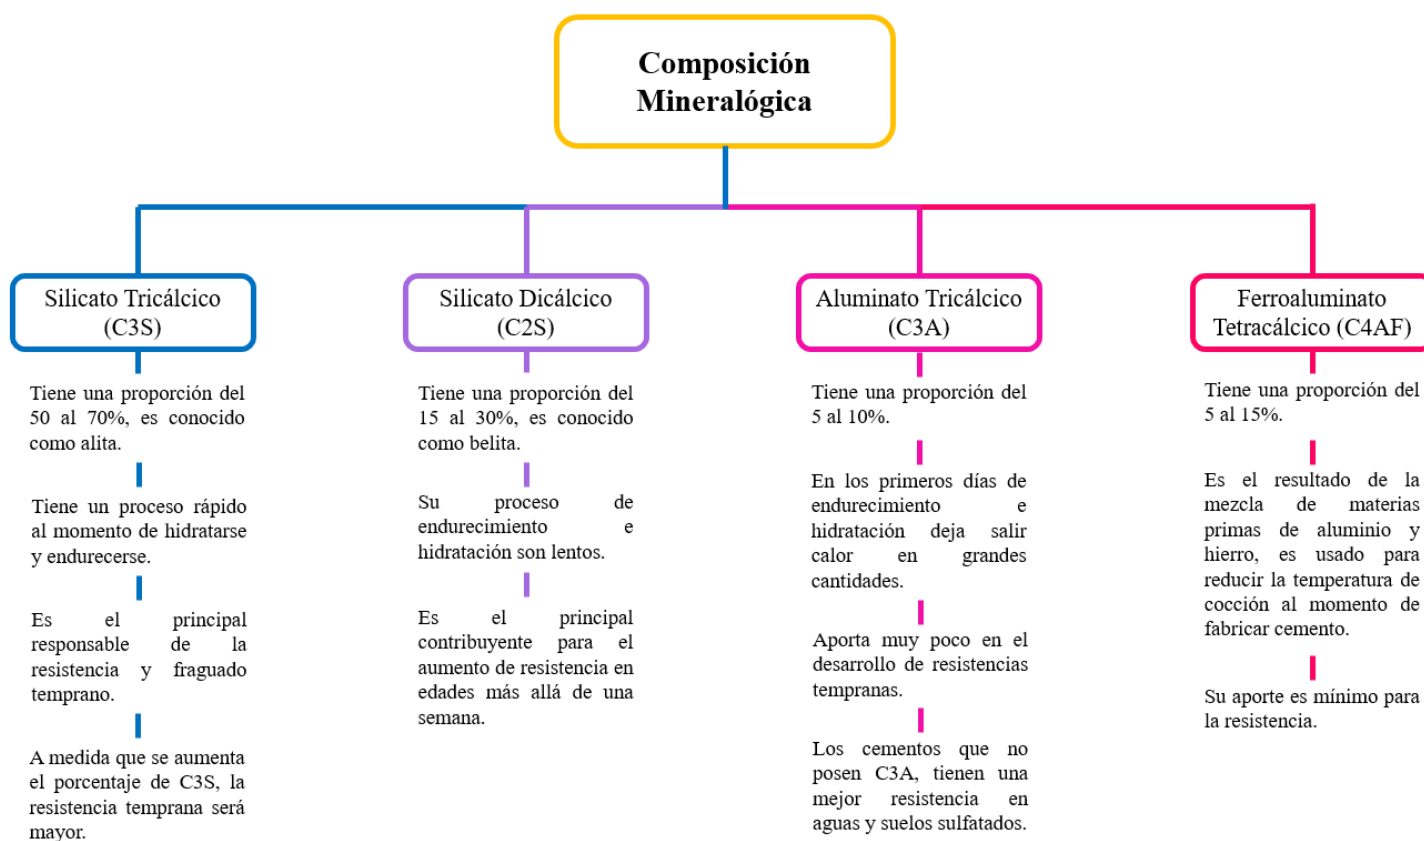 Composición
Mineralógica
Silicato Tricálcico
(C3S)
Tiene una proporción del
50 al 70%, es conocido
como alita.
Tiene un proceso rápido
al momento de hidratarse
y endurecerse.
Es el principal
responsable de la
resistencia y fraguado
temprano.
A medida que se aumenta
el porcentaje de C3S, la
resistencia temprana será
mayor.
Silicato Dicálcico
(C2S)
Tiene una proporción del
15 al 30%, es conocido
como belita.
Su proceso de
endurecimiento e
hidratación son lentos.
Es el principal
contribuyente para el
aumento de resistencia en
edades más allá de una
semana.
Aluminato Tricálcico
(C3A)
Tiene una proporción del
5 al 10%.
En los primeros días de
endurecimiento e
hidratación deja salir
calor en grandes
cantidades.
Aporta muy poco en el
desarrollo de resistencias
tempranas.
Los cementos que no
posen C3A, tienen una
mejor resistencia en
aguas y suelos sulfatados.
Ferroaluminato
Tetracálcico (C4AF)
Tiene una proporción del
5 al 15%.
Es el resultado de la
mezcla de materias
primas de aluminio y
hierro, es usado para
reducir la temperatura de
cocción al momento de
fabricar cemento.
Su aporte es mínimo para
la resistencia.